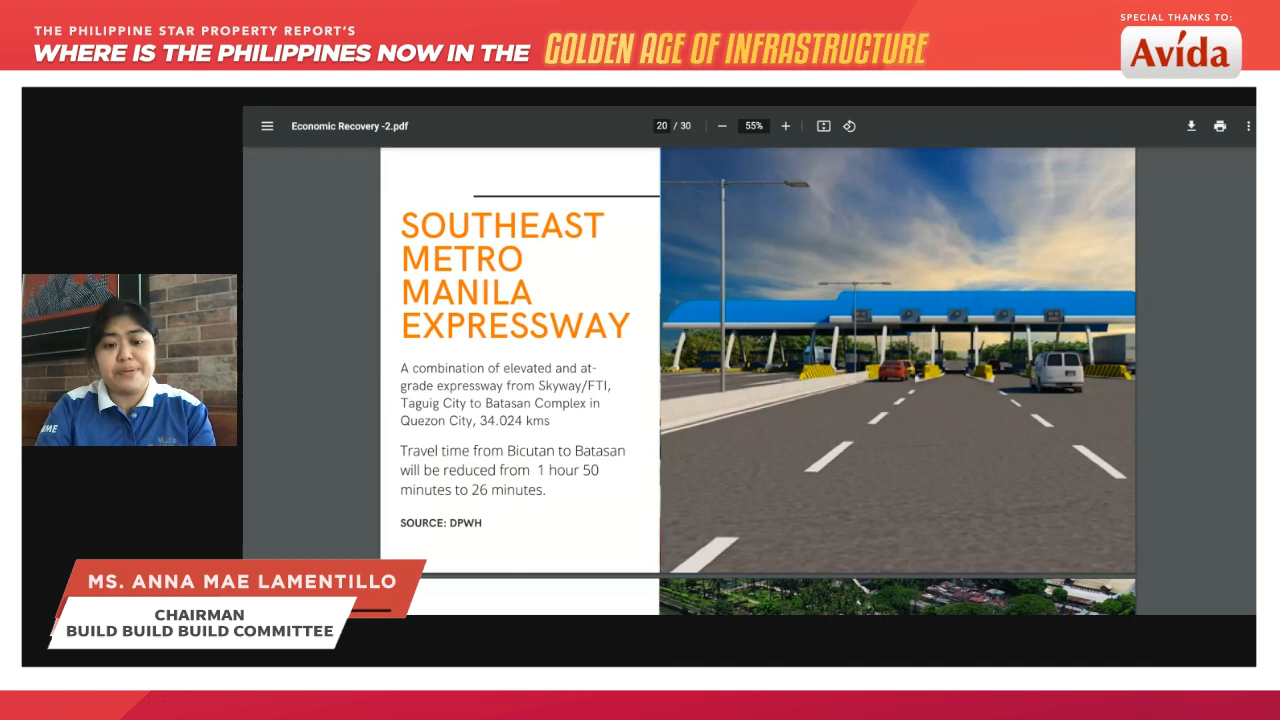 THE PHILIPPINE STAR PROPERTY REPORT'S
WHERE IS THE PHILIPPINES NOW IN THE GOLDEN AGE OF INFRASTRUCTURE
SPECIAL THANKS TO:
Avída
Economic Recovery -2.pdf
20 / 30
55%
SOUTHEAST
METRO
MANILA
EXPRESSWAY
A combination of elevated and at-
grade expressway from Skyway/FTI,
Taguig City to Batasan Complex in
Quezon City, 34.024 kms
Travel time from Bicutan to Batasan
will be reduced from 1 hour 50
minutes to 26 minutes.
SOURCE: DPWH
MS. ANNA MAE LAMENTILLO
CHAIRMAN
BUILD BUILD BUILD COMMITTEE